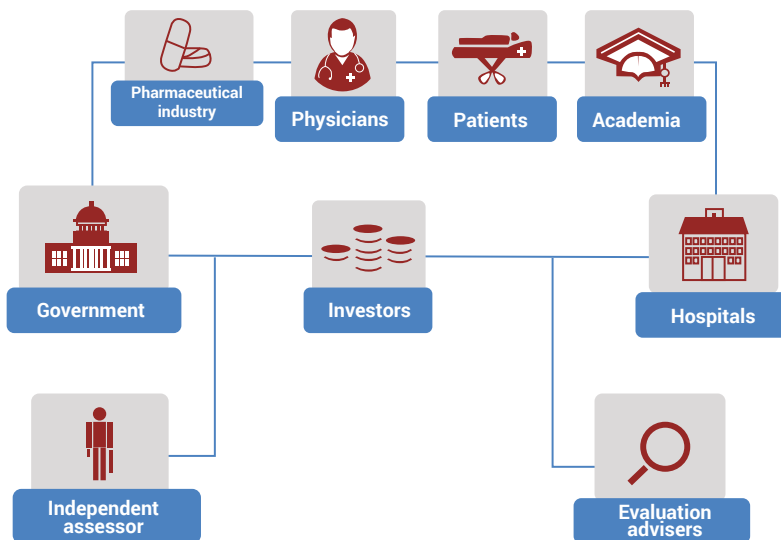 Pharmaceutical
industry
Physicians
Patients
Academia
Government
Investors
Hospitals
Independent
assessor
Evaluation
advisers